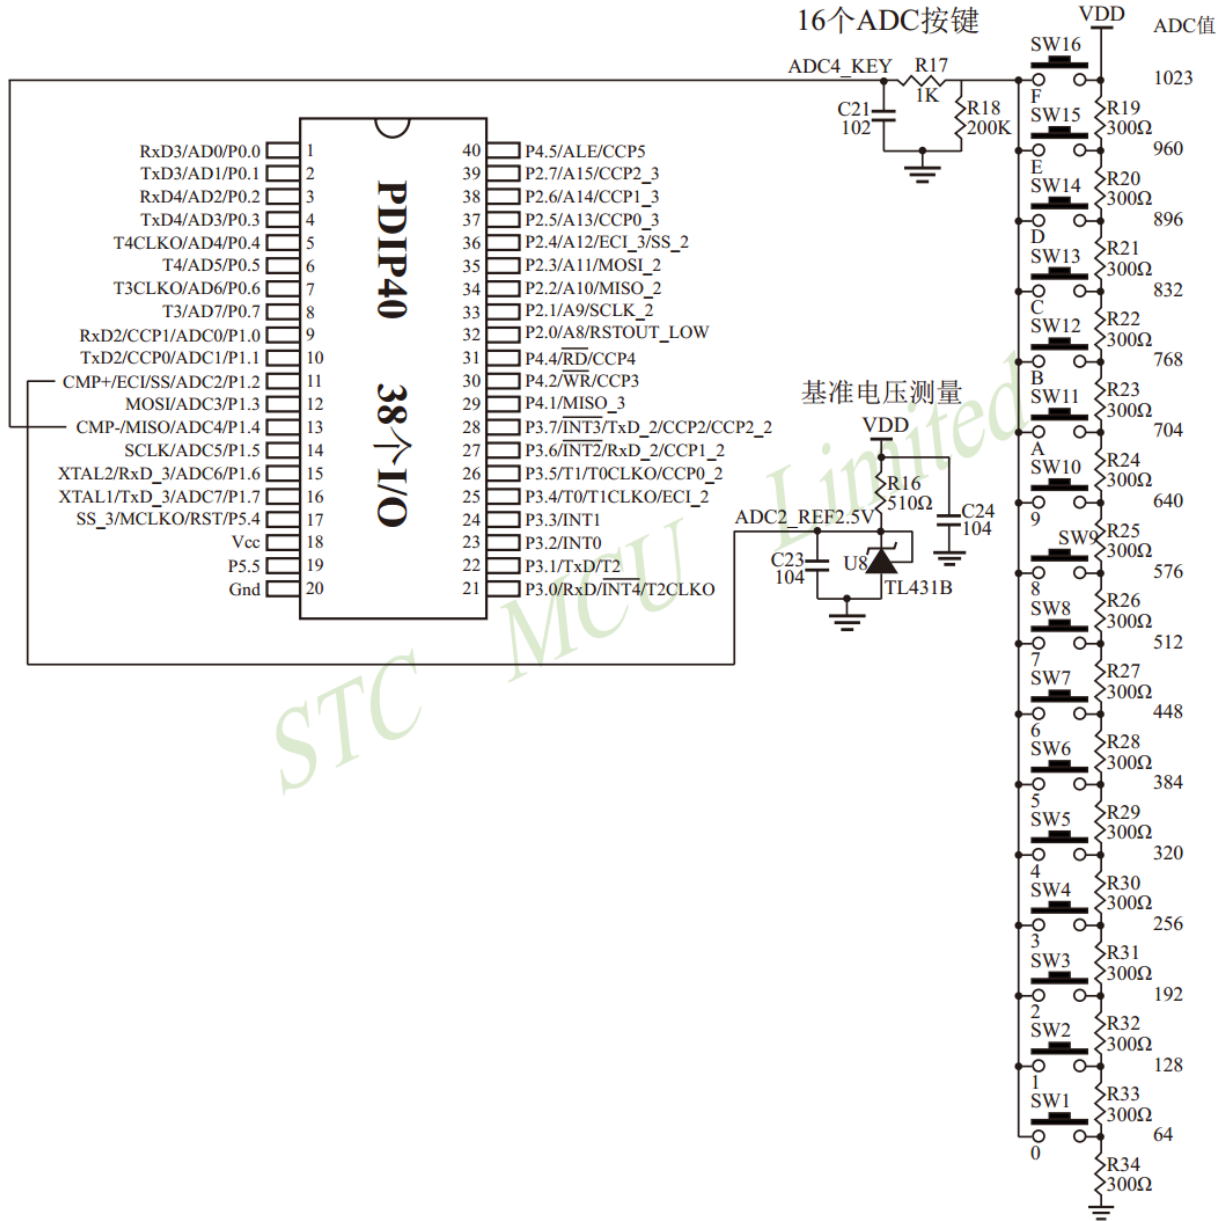 16个ADC按键
VDD
ADC值
ADC4_KEY
R17
1K
C21
102
R18
200K
SW16
1023
F
R19
300Ω
SW15
960
E
R20
300Ω
SW14
896
D
R21
300Ω
SW13
832
C
R22
300Ω
SW12
768
B
R23
300Ω
SW11
704
A
R24
300Ω
SW10
640
9
R25
300Ω
SW9
576
8
R26
300Ω
SW8
512
7
R27
300Ω
SW7
448
6
R28
300Ω
SW6
384
5
R29
300Ω
SW5
320
4
R30
300Ω
SW4
256
3
R31
300Ω
SW3
192
2
R32
300Ω
SW2
128
1
R33
300Ω
SW1
64
0
R34
300Ω
PDIP40 38个I/O
RxD3/AD0/P0.0 1
TxD3/AD1/P0.1 2
RxD4/AD2/P0.2 3
TxD4/AD3/P0.3 4
T4CLKO/AD4/P0.4 5
T4/AD5/P0.5 6
T3CLKO/AD6/P0.6 7
T3/AD7/P0.7 8
RxD2/CCP1/ADC0/P1.0 9
TxD2/CCP0/ADC1/P1.1 10
CMP+/ECI/SS/ADC2/P1.2 11
MOSI/ADC3/P1.3 12
CMP-/MISO/ADC4/P1.4 13
SCLK/ADC5/P1.5 14
XTAL2/RxD_3/ADC6/P1.6 15
XTAL1/TxD_3/ADC7/P1.7 16
SS_3/MCLKO/RST/P5.4 17
Vcc 18
P5.5 19
Gnd 20
40 P4.5/ALE/CCP5
39 P2.7/A15/CCP2_3
38 P2.6/A14/CCP1_3
37 P2.5/A13/CCP0_3
36 P2.4/A12/ECI_3/SS_2
35 P2.3/A11/MOSI_2
34 P2.2/A10/MISO_2
33 P2.1/A9/SCLK_2
32 P2.0/A8/RSTOUT_LOW
31 P4.4/RD/CCP4
30 P4.2/WR/CCP3
29 P4.1/MISO_3
28 P3.7/INT3/TxD_2/CCP2/CCP2_2
27 P3.6/INT2/RxD_2/CCP1_2
26 P3.5/T1/T0CLKO/CCP0_2
25 P3.4/T0/T1CLKO/ECI_2
24 P3.3/INT1
23 P3.2/INT0
22 P3.1/TxD/T2
21 P3.0/RxD/INT4/T2CLKO
基准电压测量
VDD
R16
510Ω
C24
104
ADC2_REF2.5V
C23
104
U8
TL431B
STC MCU Limited